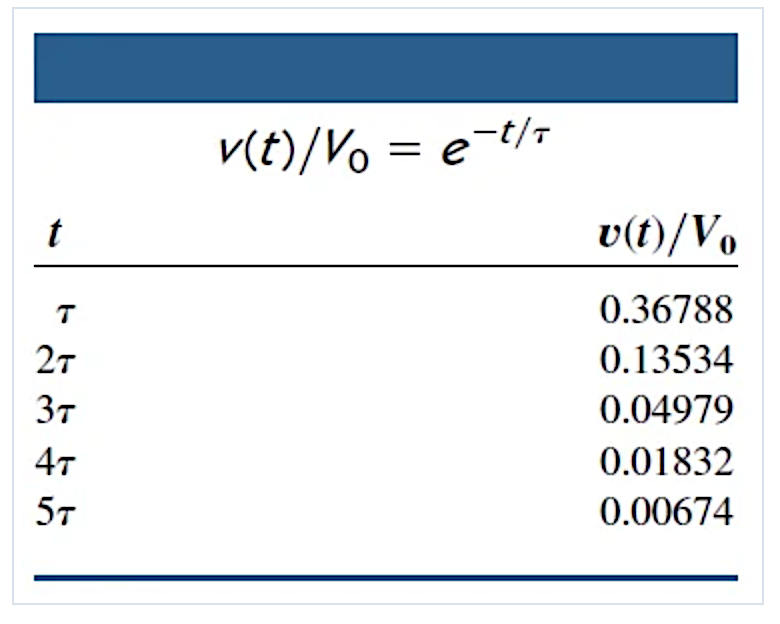 v(t)/V₀ = e^{−t/τ}
t v(t)/V₀
τ 0.36788
2τ 0.13534
3τ 0.04979
4τ 0.01832
5τ 0.00674